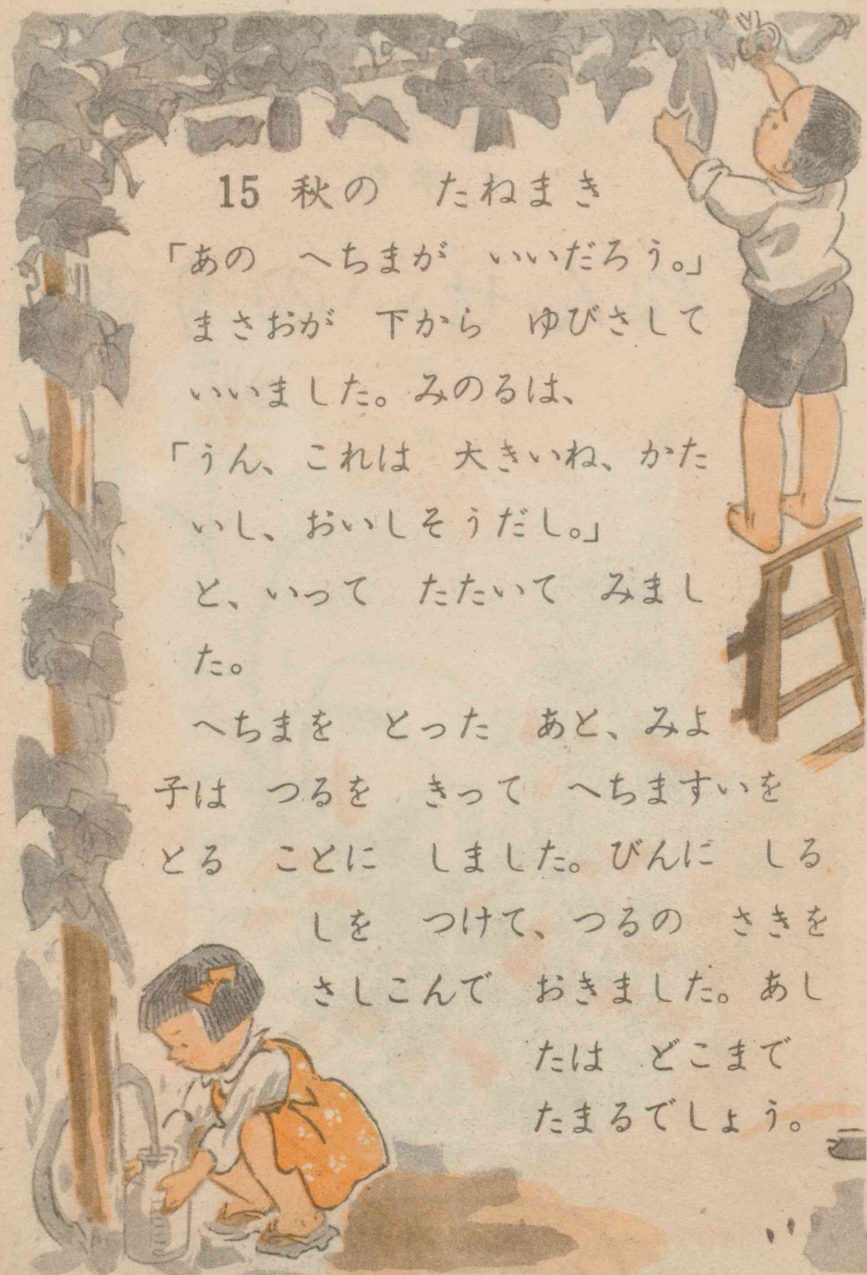 15 秋の　たねまき
「あの　へちまが　いいだろう。」
まさおが　下から　ゆびさして
いいました。みのるは、
「うん、これは　大きいね、かた
いし、おいしそうだし。」
と、いって　たたいて　みまし
た。
へちまを　とった　あと、みよ
子は　つるを　きって　へちますいを
とる　ことに　しました。びんに　しる
しを　つけて、つるの　さきを
さしこんで　おきました。あし
たは　どこまで
たまるでしょう。